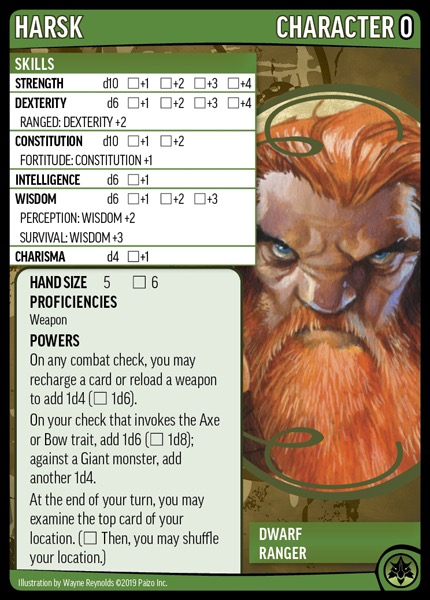 HARSK
CHARACTER 0
SKILLS
STRENGTH d10 ☐ +1 ☐ +2 ☐ +3 ☐ +4
DEXTERITY d6 ☐ +1 ☐ +2 ☐ +3 ☐ +4
RANGED: DEXTERITY +2
CONSTITUTION d10 ☐ +1 ☐ +2
FORTITUDE: CONSTITUTION +1
INTELLIGENCE d6 ☐ +1
WISDOM d6 ☐ +1 ☐ +2 ☐ +3
PERCEPTION: WISDOM +2
SURVIVAL: WISDOM +3
CHARISMA d4 ☐ +1
HAND SIZE 5 ☐ 6
PROFICIENCIES
Weapon
POWERS
On any combat check, you may
recharge a card or reload a weapon
to add 1d4 (☐ 1d6).
On your check that invokes the Axe
or Bow trait, add 1d6 (☐ 1d8);
against a Giant monster, add
another 1d4.
At the end of your turn, you may
examine the top card of your
location. (☐ Then, you may shuffle
your location.)
DWARF
RANGER
Illustration by Wayne Reynolds ©2019 Paizo Inc.